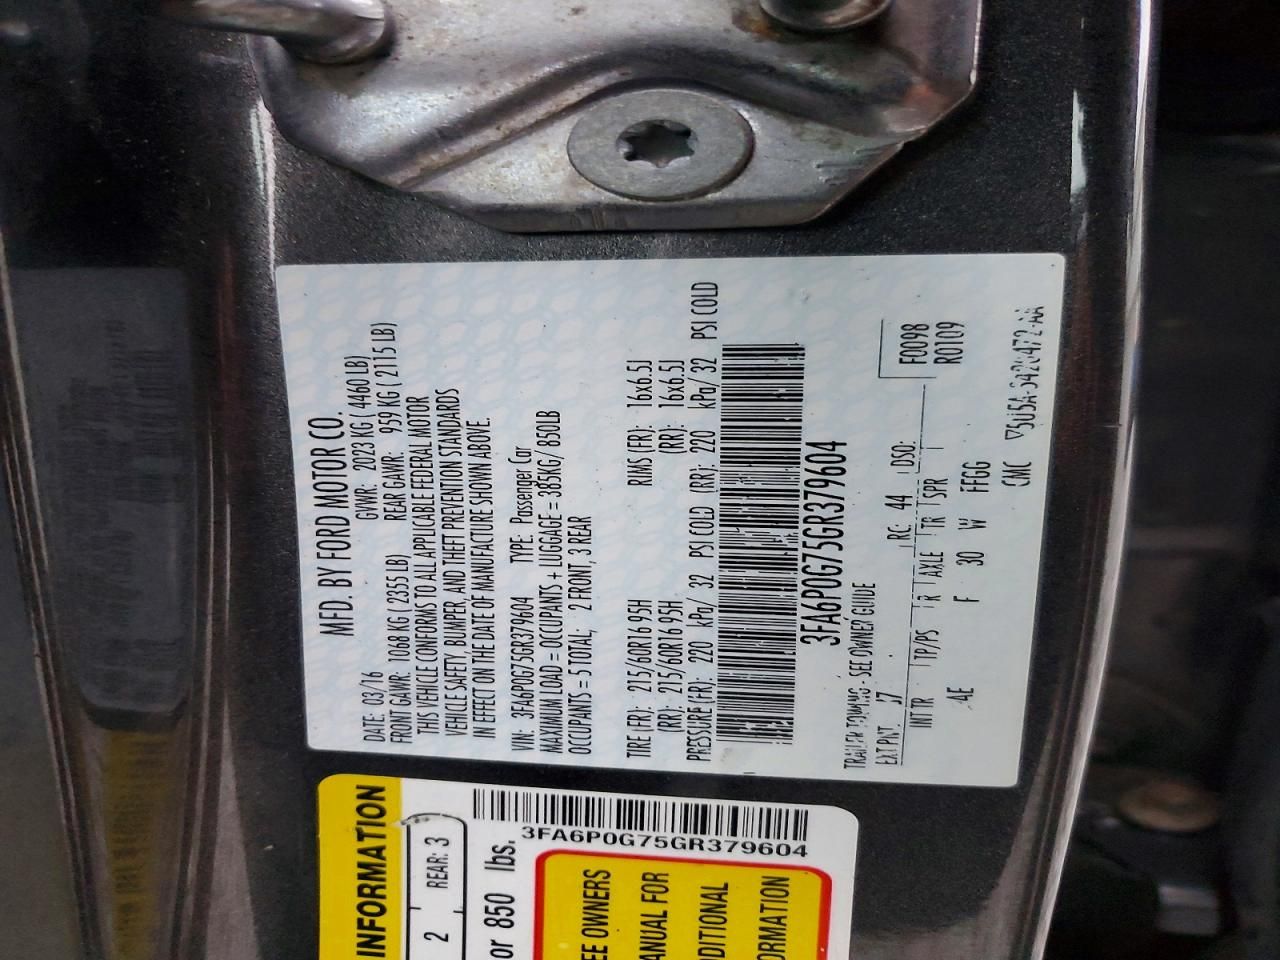 MFD. BY FORD MOTOR CO.
DATE: 03/16 GVWR: 2023 KG ( 4460 LB)
FRONT GAWR: 1068 KG ( 2355 LB) REAR GAWR: 959 KG ( 2115 LB)
THIS VEHICLE CONFORMS TO ALL APPLICABLE FEDERAL MOTOR
VEHICLE SAFETY, BUMPER, AND THEFT PREVENTION STANDARDS
IN EFFECT ON THE DATE OF MANUFACTURE SHOWN ABOVE.
VIN: 3FA6P0G75GR379604 TYPE: Passenger Car
MAXIMUM LOAD = OCCUPANTS + LUGGAGE = 385KG/ 850LB
OCCUPANTS = 5 TOTAL, 2 FRONT, 3 REAR
TIRE (FR): 215/60R16 95H RIMS (FR): 16x6.5J
(RR): 215/60R16 95H (RR): 16x6.5J
PRESSURE (FR): 220 kPa/ 32 PSI COLD (RR): 220 kPa/ 32 PSI COLD
3FA6P0G75GR379604
TRAILER TOWING - SEE OWNER GUIDE
EXT PNT: J7 RC: 44 DSO:
INT TR TP/PS R AXLE TR SPR
4E F 30 W FFGG
F0098
R0109
CMC
INFORMATION
2 REAR: 3
or 850 lbs.
3FA6P0G75GR379604
EE OWNERS
ANUAL FOR
DDITIONAL
ORMATION